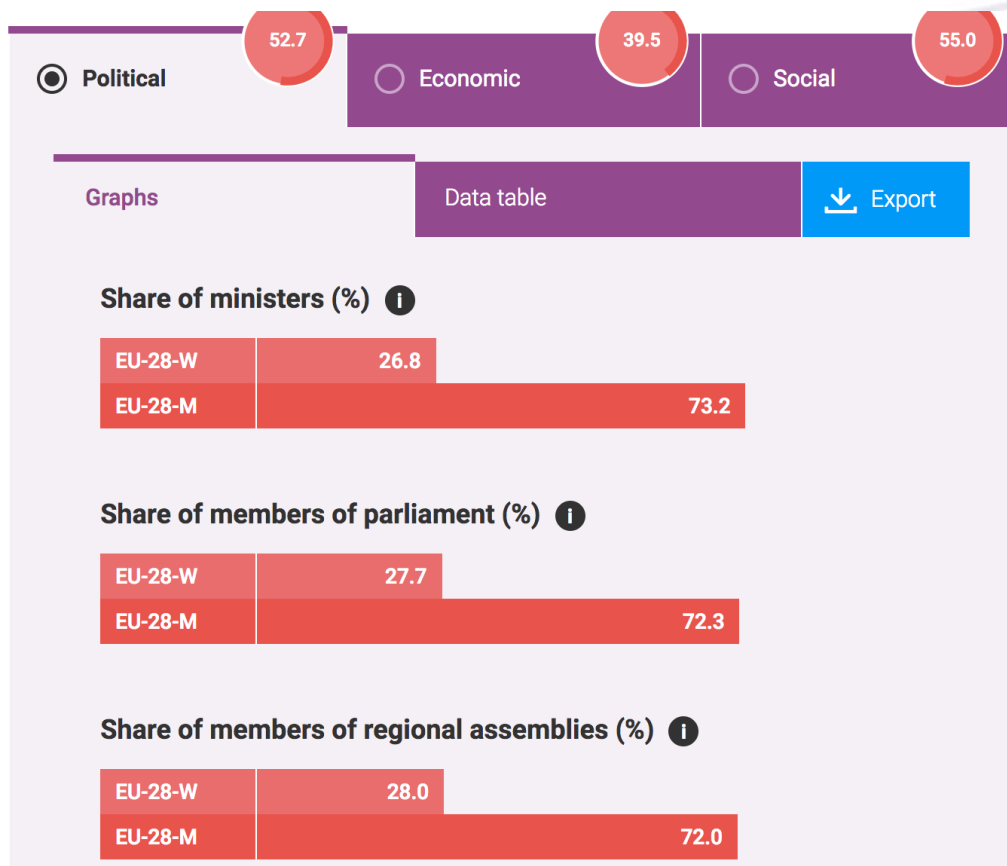 52.7 39.5 55.0
Political Economic Social
Graphs Data table Export
Share of ministers (%) i
EU-28-W 26.8
EU-28-M 73.2
Share of members of parliament (%) i
EU-28-W 27.7
EU-28-M 72.3
Share of members of regional assemblies (%) i
EU-28-W 28.0
EU-28-M 72.0